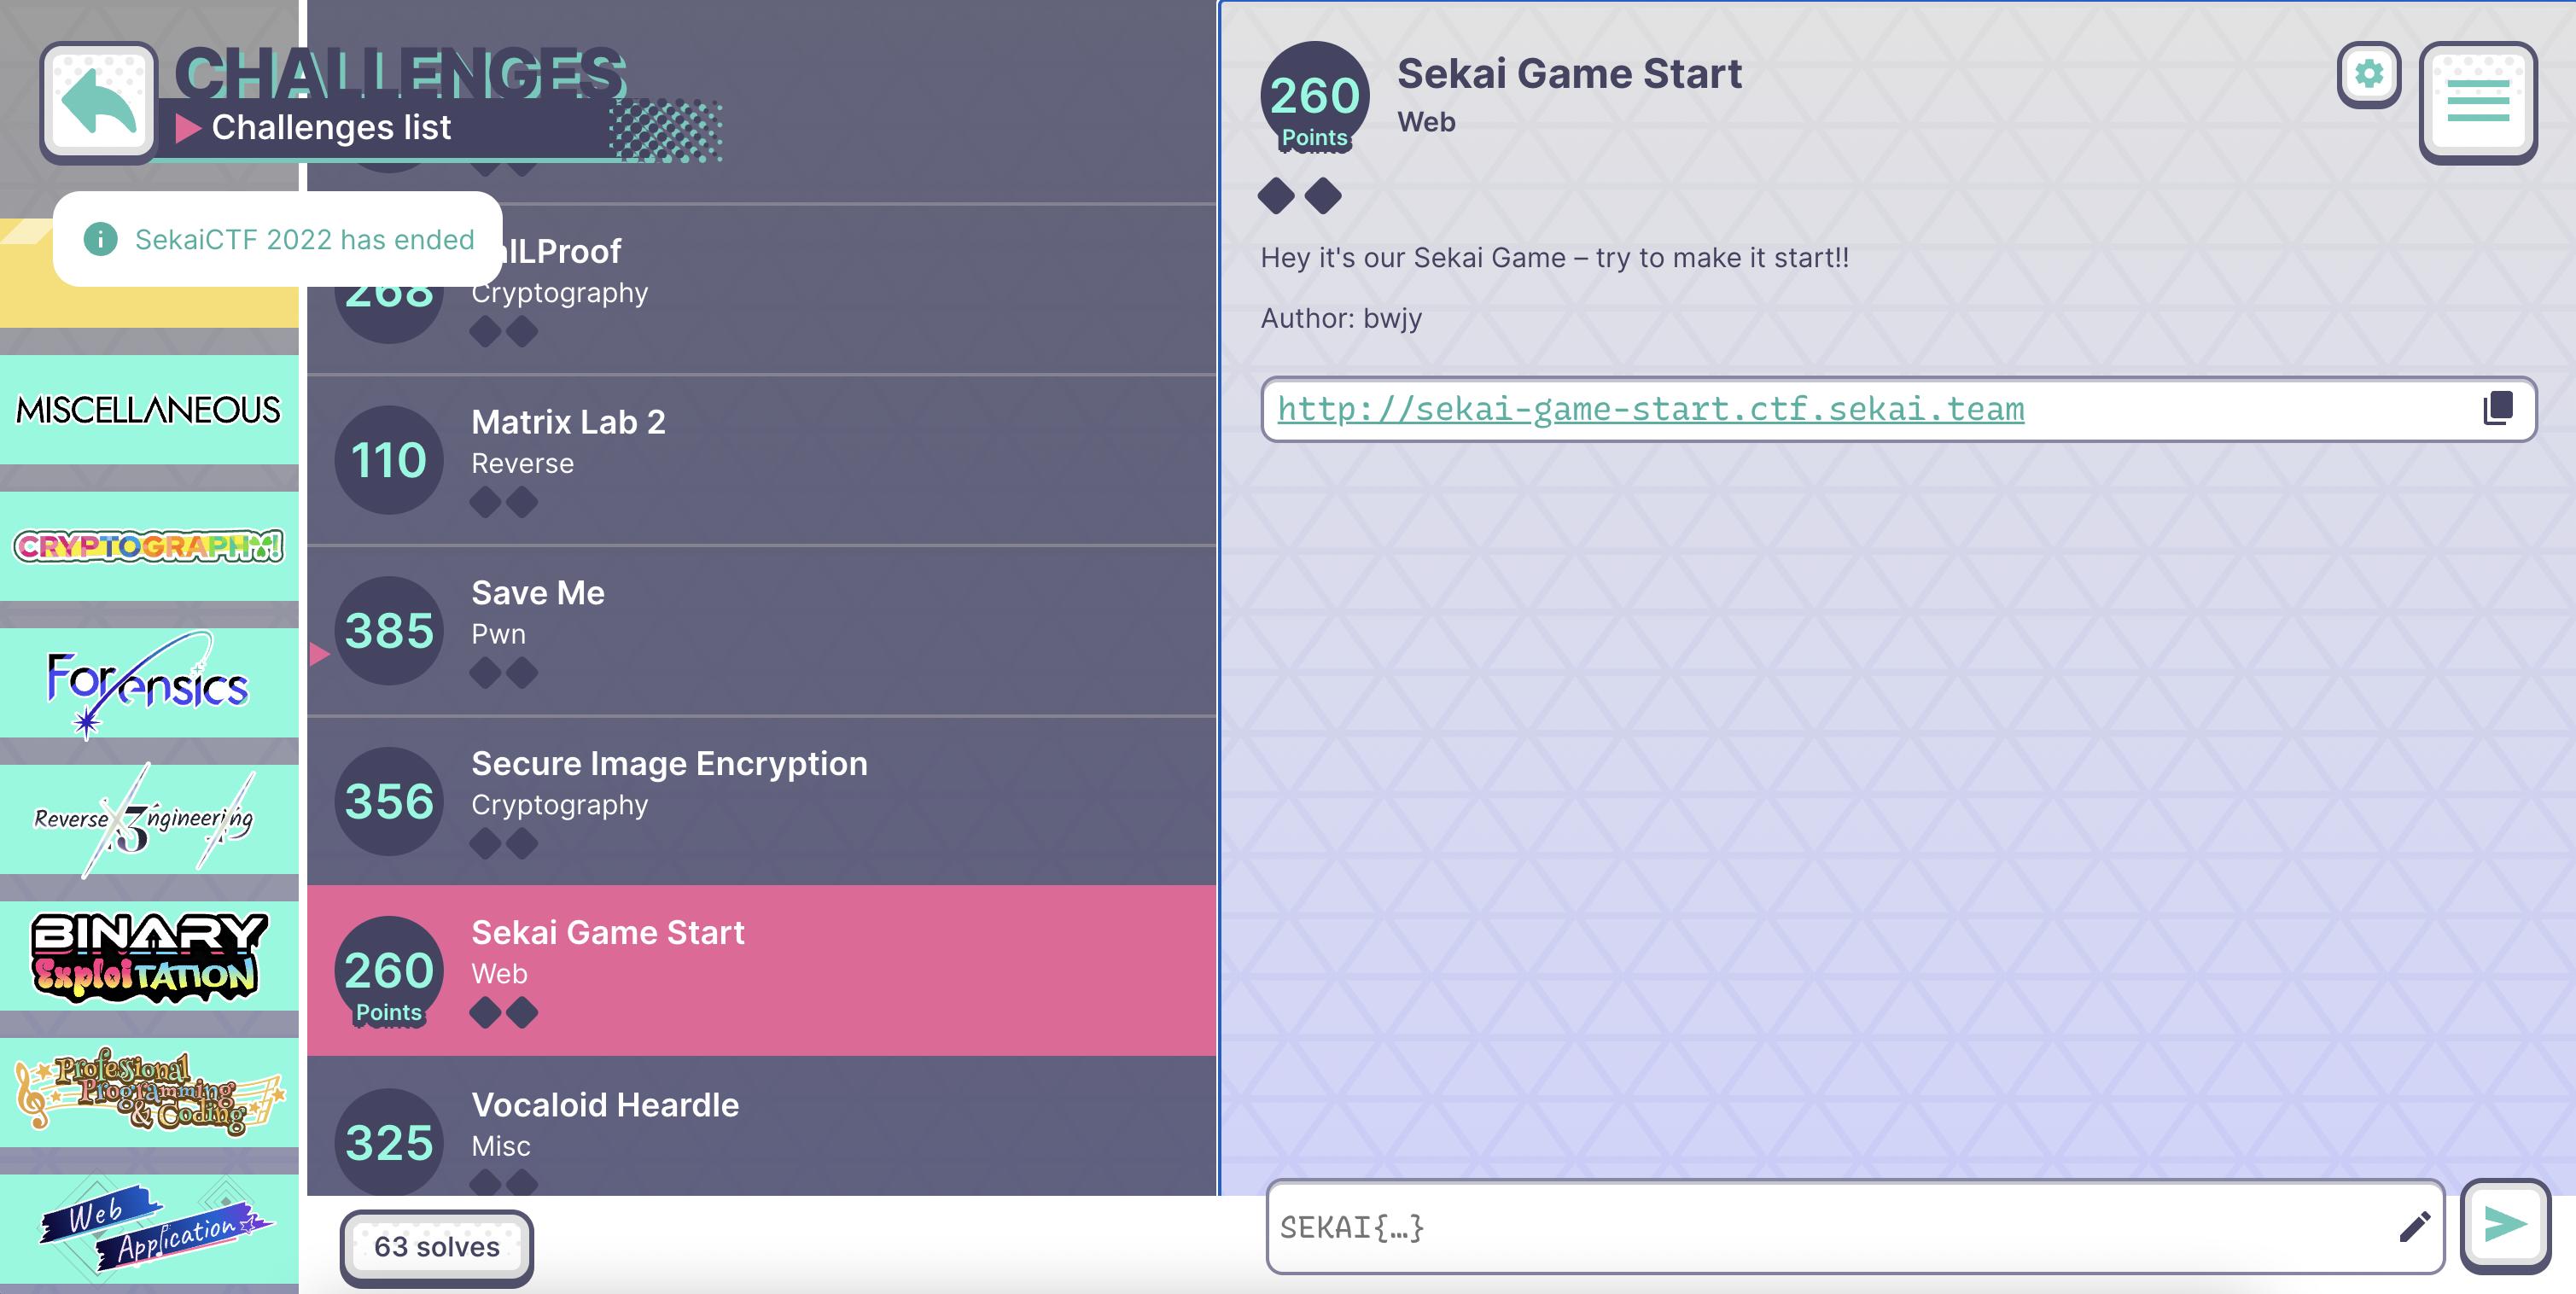 CHALLENGES
Challenges list
SekaiCTF 2022 has ended
MISCELLANEOUS
CRYPTOGRAPHY!
Forensics
Reverse 3ngineering
BINARY
ExploiTATION
Professional
Programming
& Coding
Web
Application
ilLProof
268
Cryptography
Matrix Lab 2
110
Reverse
Save Me
385
Pwn
Secure Image Encryption
356
Cryptography
Sekai Game Start
260
Web
Points
Vocaloid Heardle
325
Misc
63 solves
260
Points
Sekai Game Start
Web
Hey it's our Sekai Game – try to make it start!!
Author: bwjy
http://sekai-game-start.ctf.sekai.team
SEKAI{…}